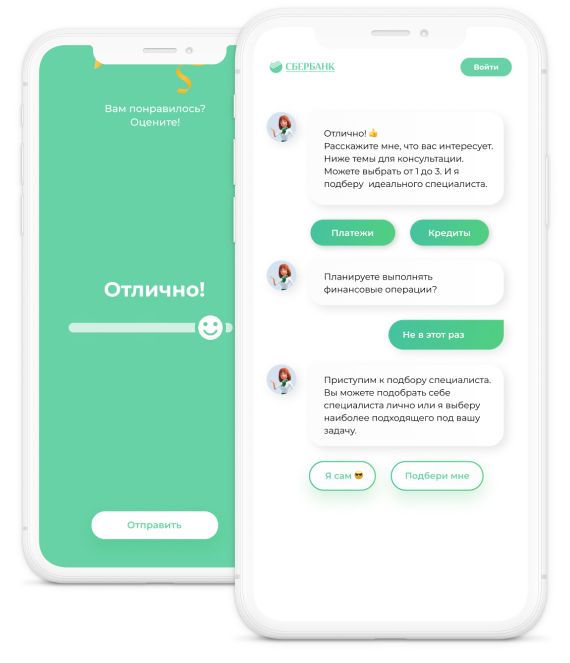 Вам понравилось?
Оцените!
Отлично!
Отправить
СБЕРБАНК
Войти
Отлично! 👍
Расскажите мне, что вас интересует.
Ниже темы для консультации.
Можете выбрать от 1 до 3. И я
подберу идеального специалиста.
Платежи
Кредиты
Планируете выполнять
финансовые операции?
Не в этот раз
Приступим к подбору специалиста.
Вы можете подобрать себе
специалиста лично или я выберу
наиболее подходящего под вашу
задачу.
Я сам 😎
Подбери мне